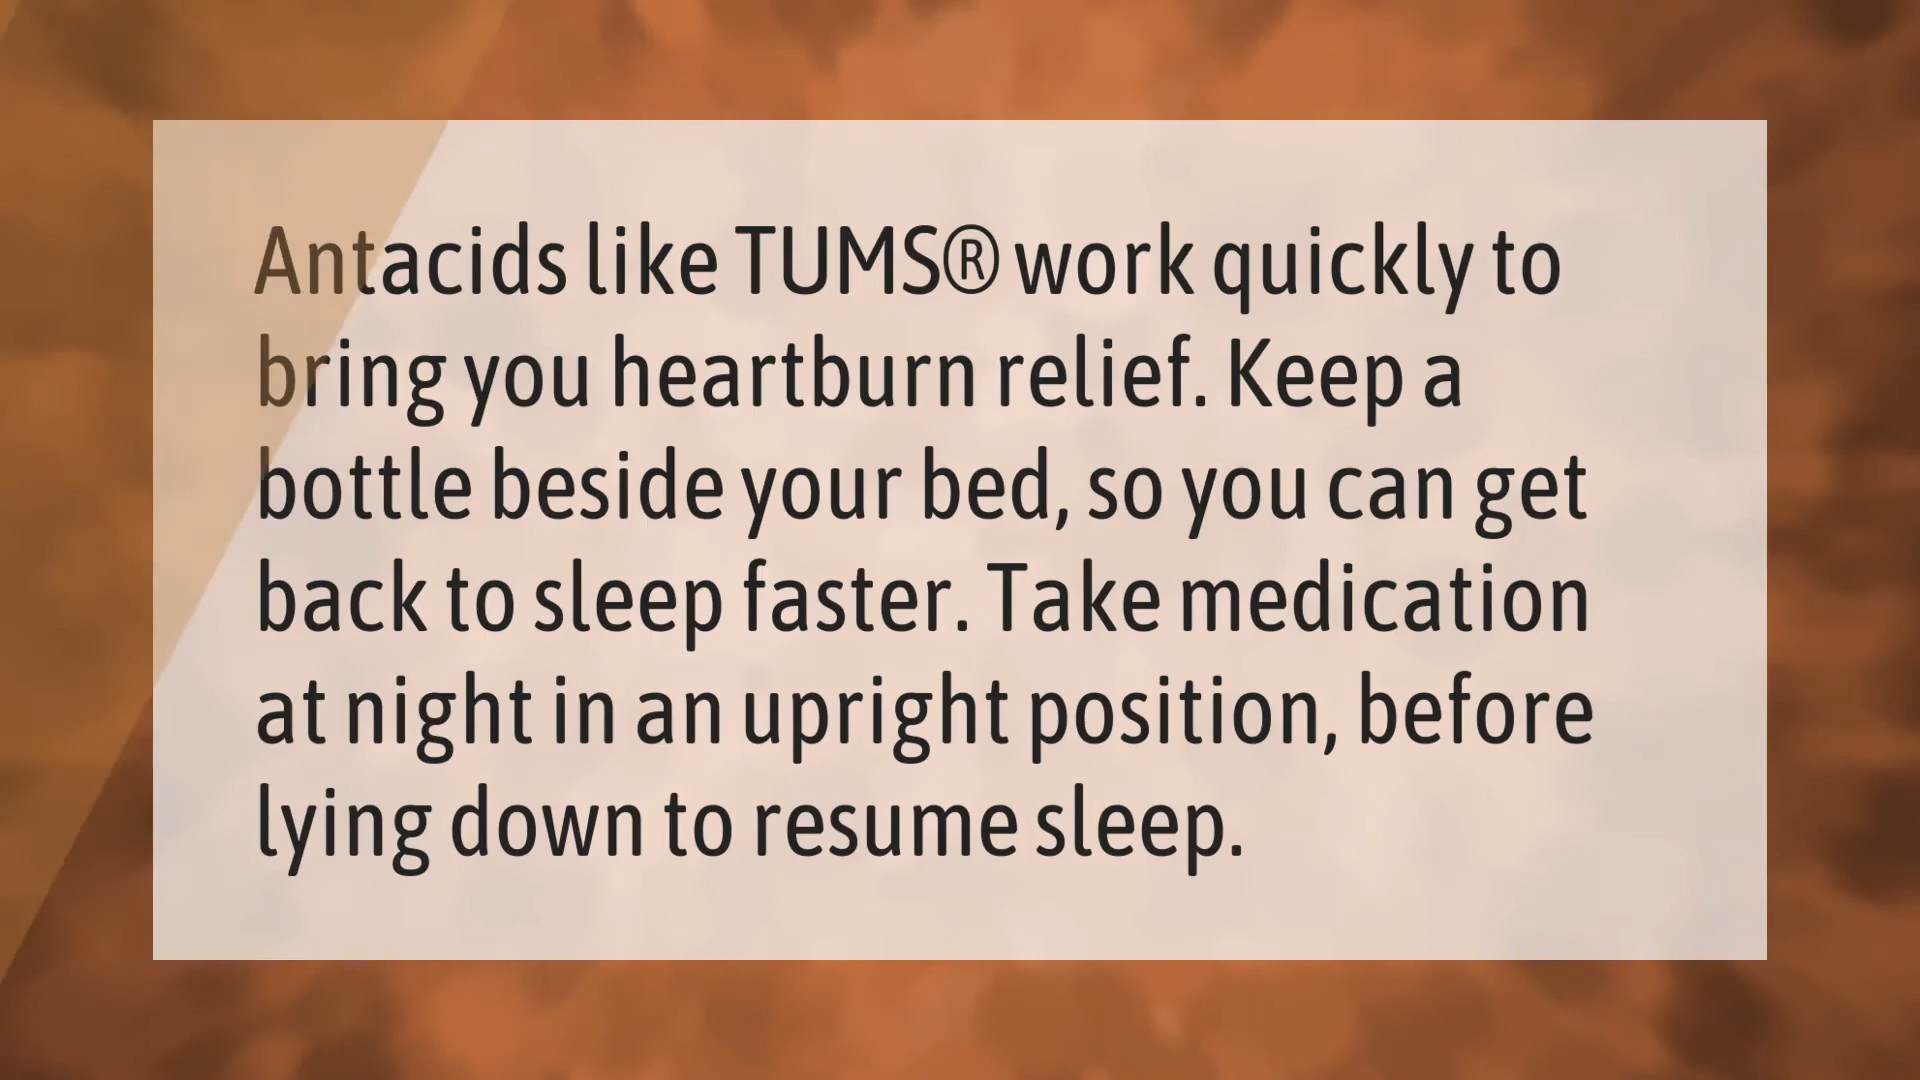 Antacids like TUMS® work quickly to
bring you heartburn relief. Keep a
bottle beside your bed, so you can get
back to sleep faster. Take medication
at night in an upright position, before
lying down to resume sleep.